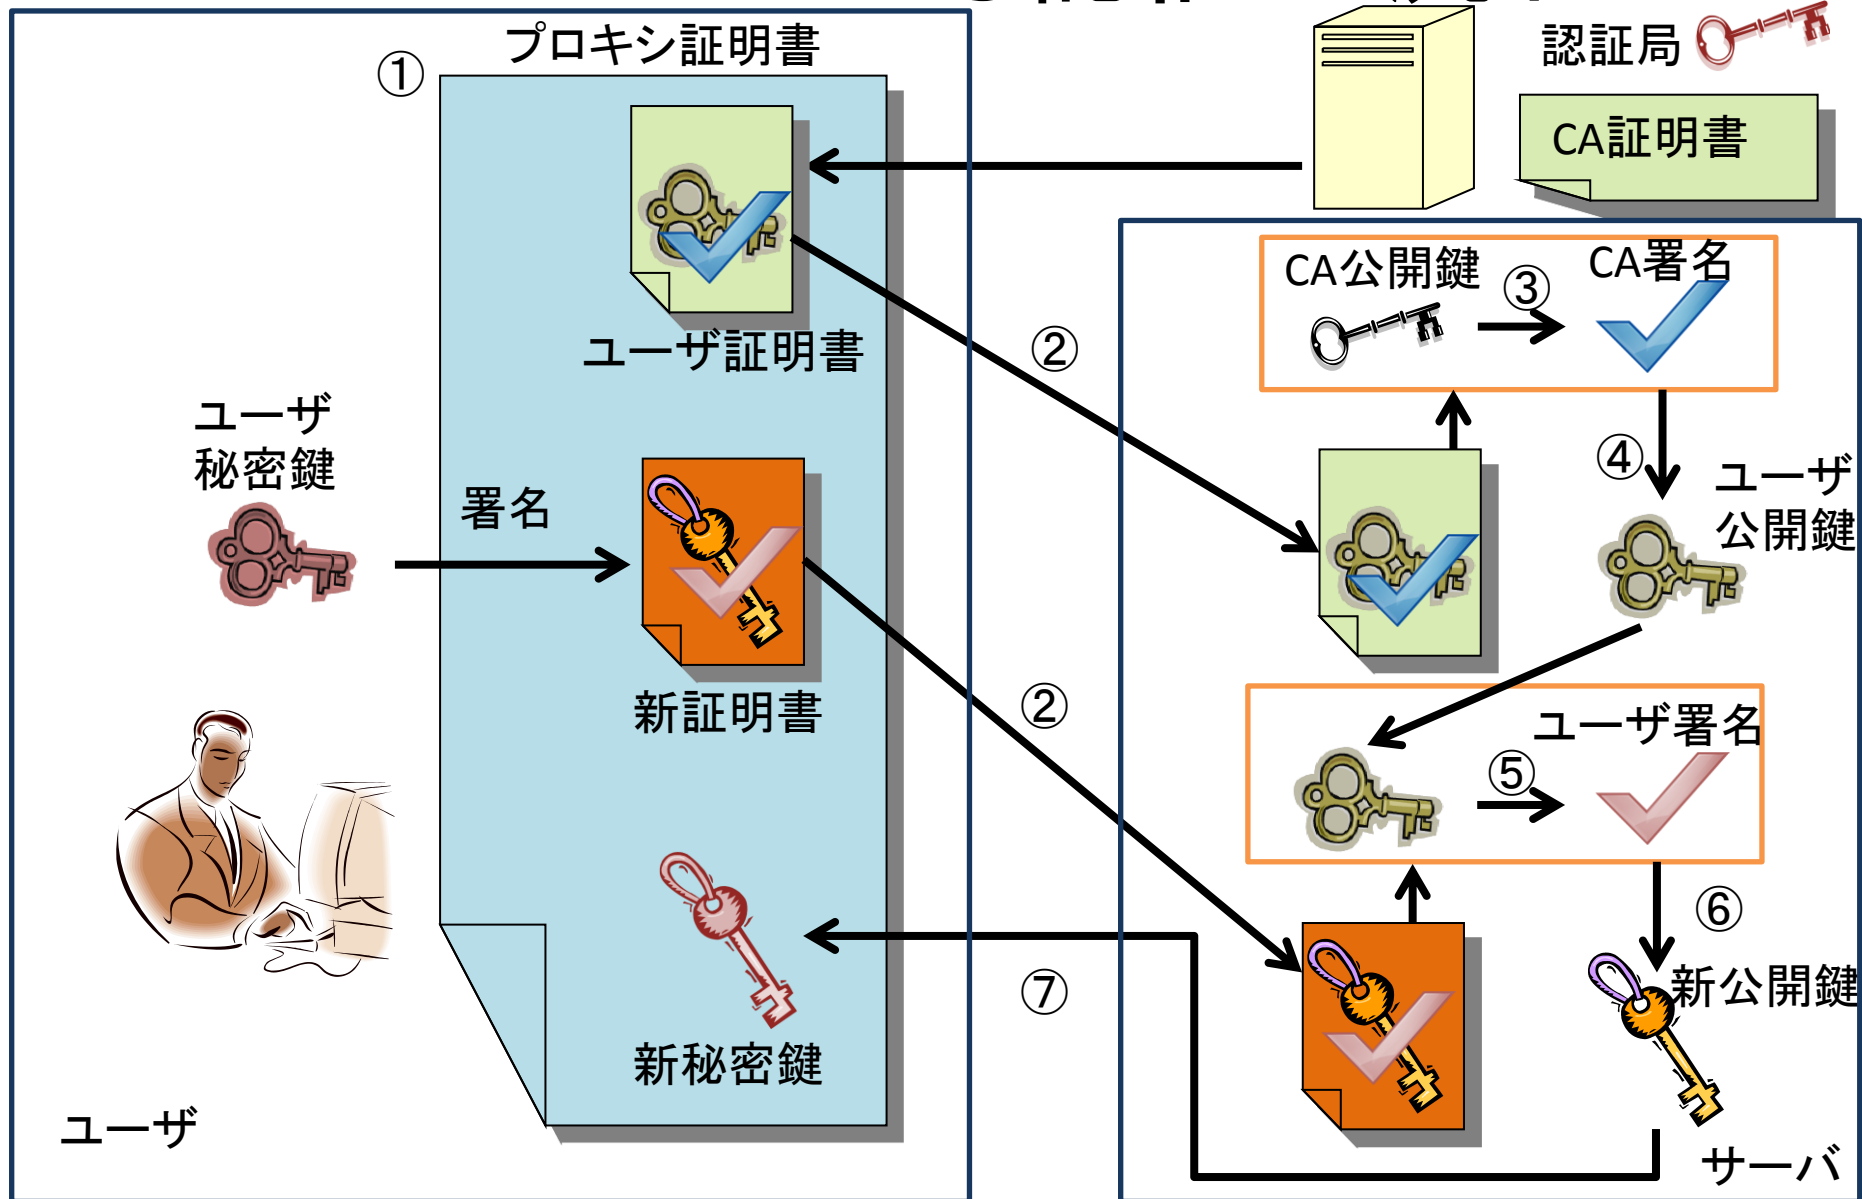 プロキシ証明書
認証局
①
CA証明書
CA公開鍵
③
CA署名
ユーザ証明書
②
ユーザ
秘密鍵
④
ユーザ
公開鍵
署名
新証明書
②
ユーザ署名
⑤
⑥
新公開鍵
⑦
新秘密鍵
ユーザ
サーバ